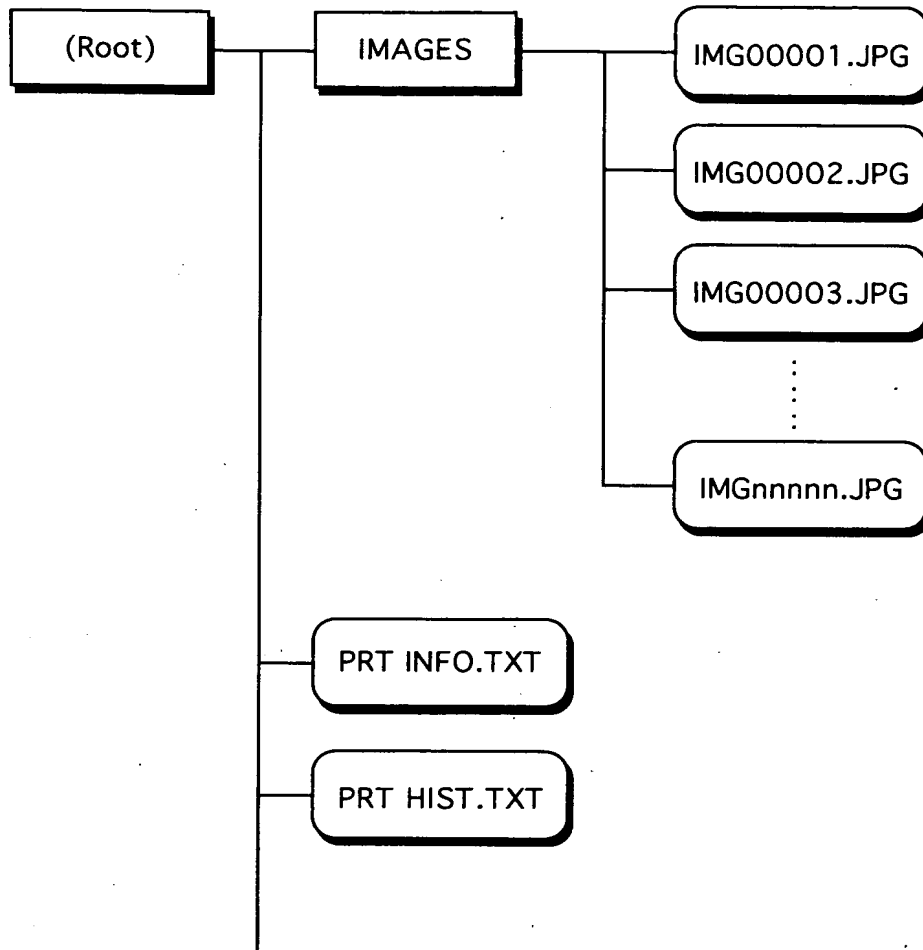 (Root)
IMAGES
IMG00001.JPG
IMG00002.JPG
IMG00003.JPG
IMGnnnnn.JPG
PRT INFO.TXT
PRT HIST.TXT